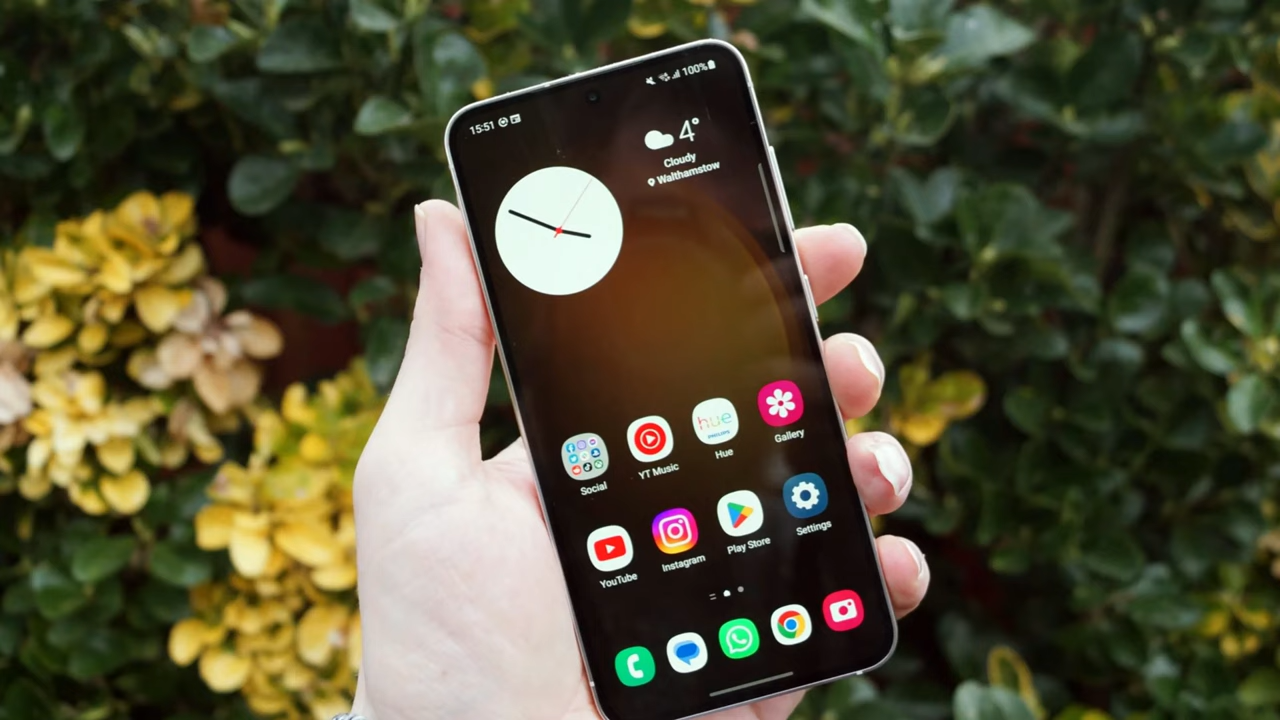 15:51
100%
4°
Cloudy
Walthamstow
hue
Social
YT Music
Hue
Gallery
YouTube
Instagram
Play Store
Settings